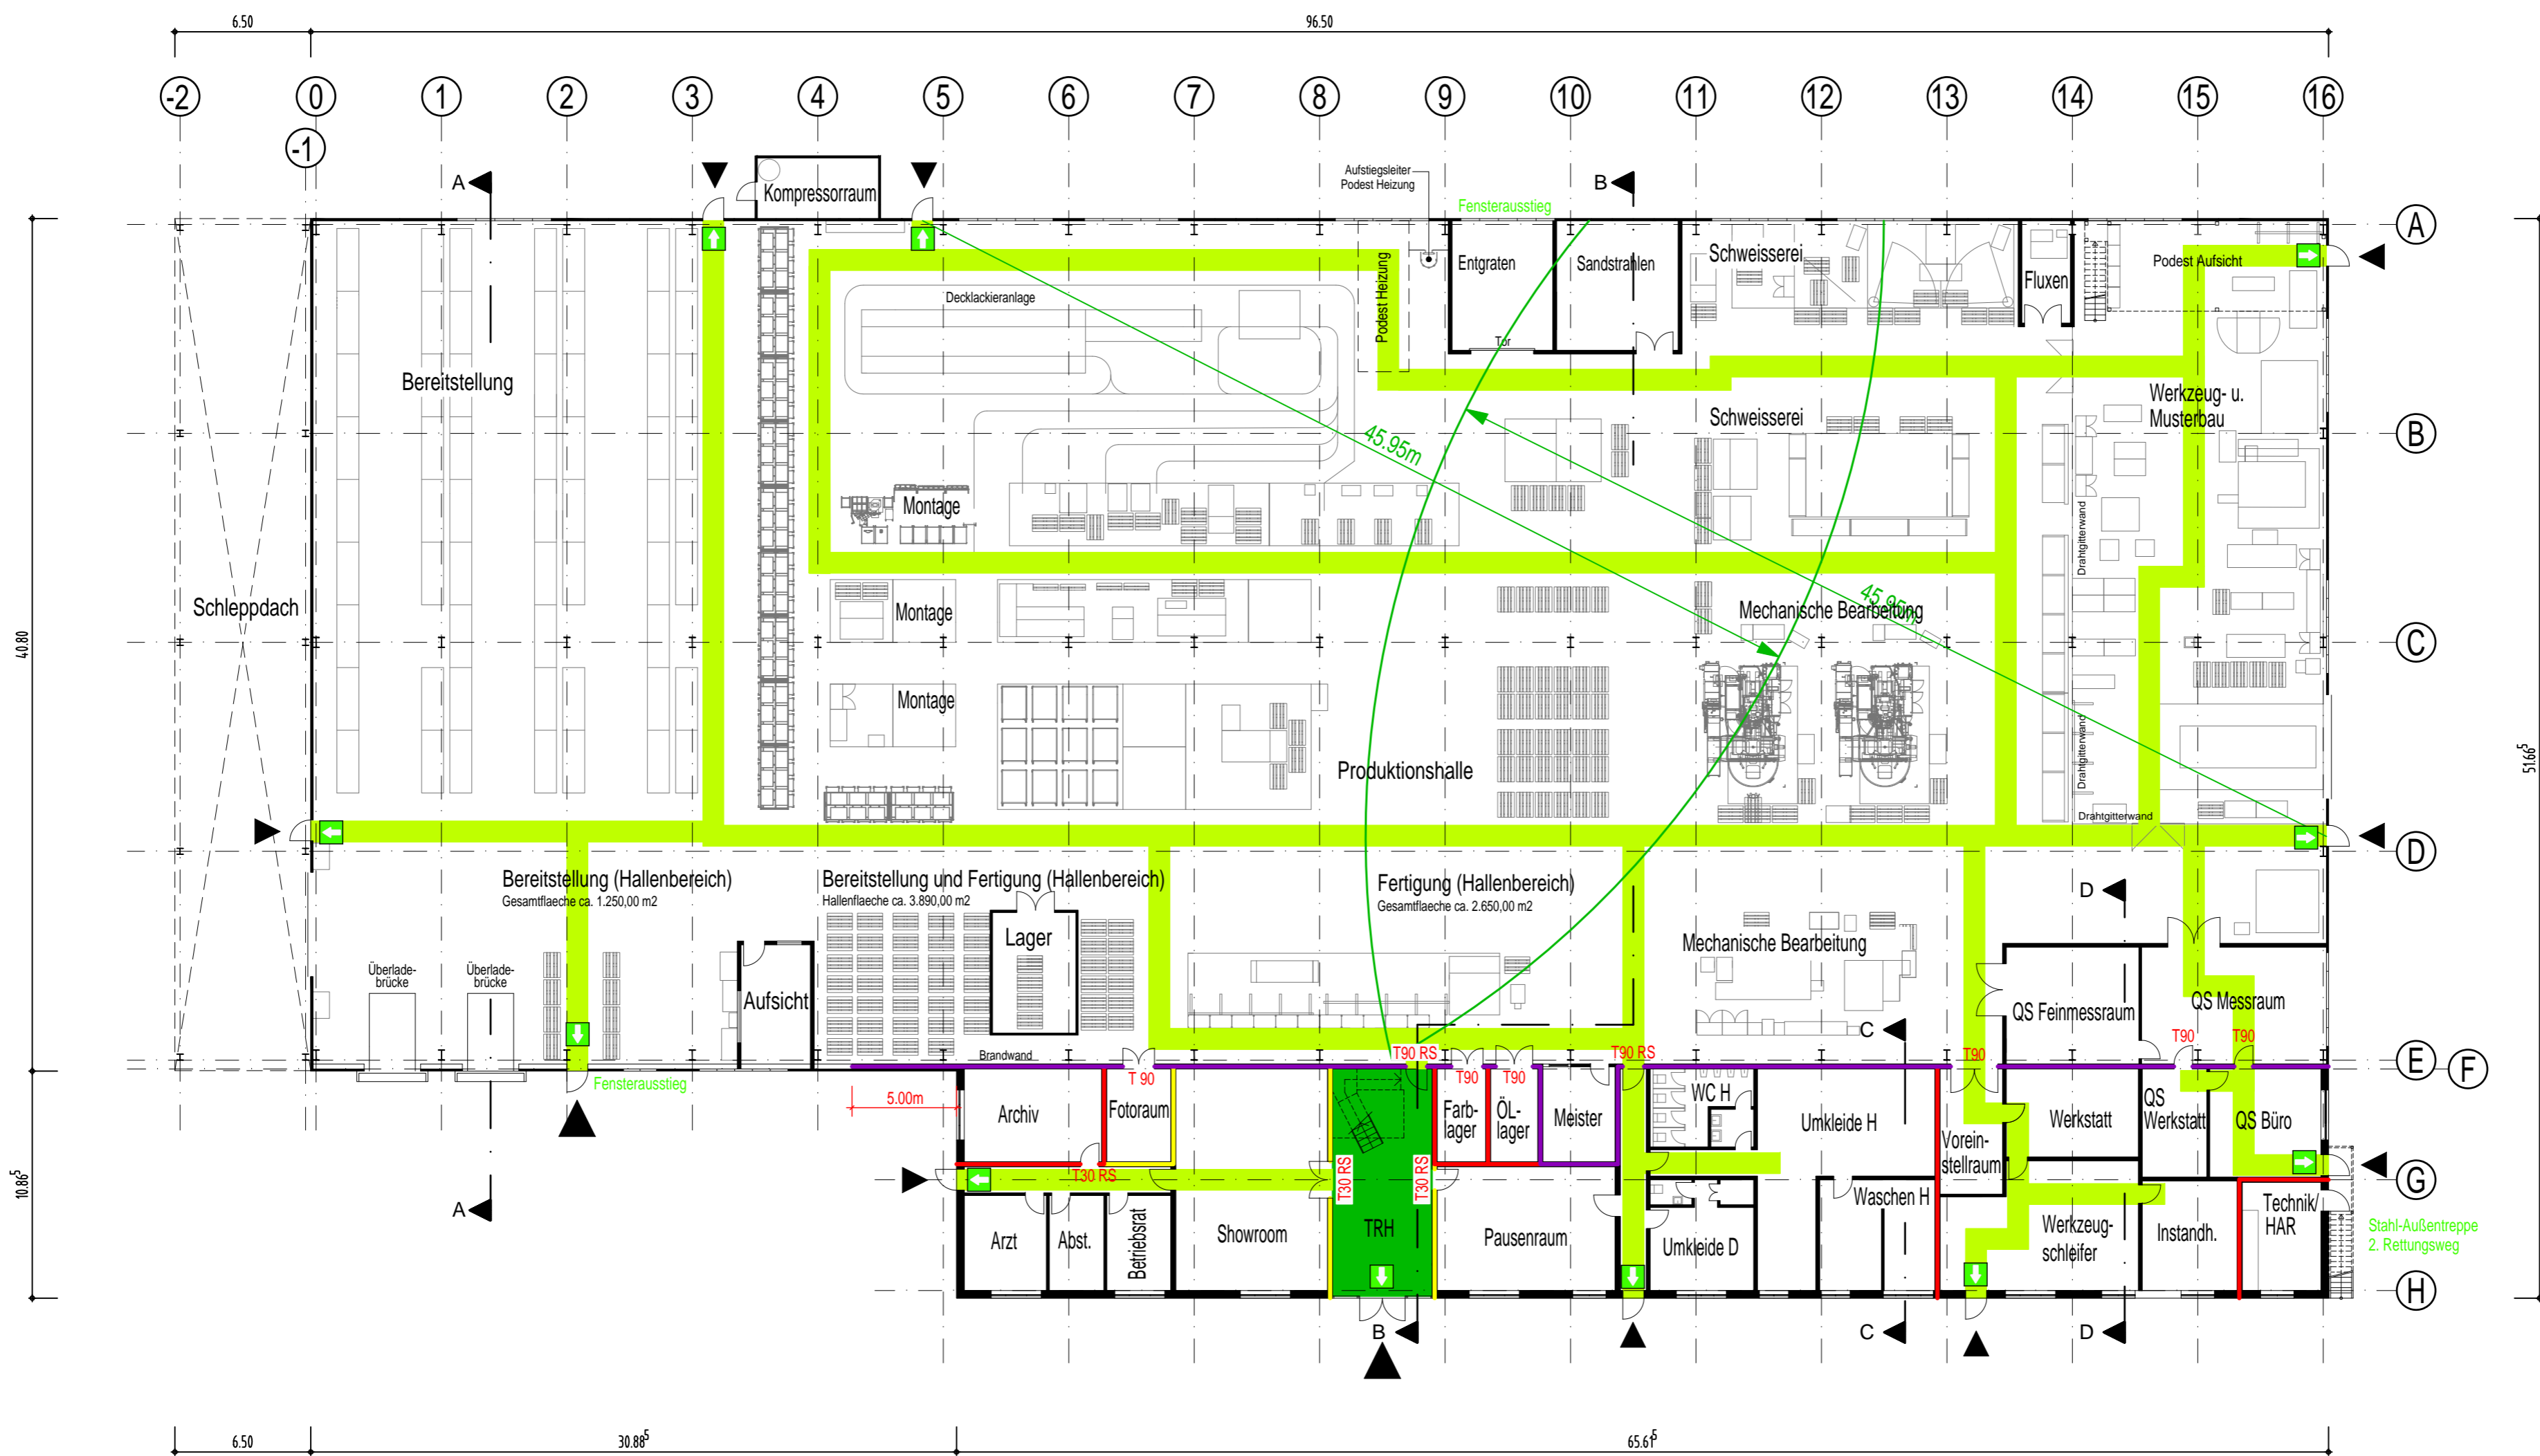 6.50
96.50
-2
0
1
2
3
4
5
6
7
8
9
10
11
12
13
14
15
16
-1
A
B
Kompressorraum
Aufstiegsleiter
Podest Heizung
Fensterausstieg
A
Entgraten
Sandstrahlen
Schweisserei
Fluxen
Podest Aufsicht
Podest Heizung
Decklackieranlage
Tor
Bereitstellung
Werkzeug- u.
Musterbau
Schweisserei
B
45.95m
Montage
Drahtgitterwand
Schleppdach
Montage
Mechanische Bearbeitung
45.95m
C
40.80
51.66⁵
Montage
Produktionshalle
Drahtgitterwand
Drahtgitterwand
D
Bereitstellung (Hallenbereich)
Gesamtflaeche ca. 1.250,00 m2
Bereitstellung und Fertigung (Hallenbereich)
Hallenflaeche ca. 3.890,00 m2
Fertigung (Hallenbereich)
Gesamtflaeche ca. 2.650,00 m2
D
Lager
Mechanische Bearbeitung
Überlade-
brücke
Überlade-
brücke
Aufsicht
QS Feinmessraum
QS Messraum
C
Brandwand
T90 RS
T90 RS
T90
T90
T90
E
F
Fensterausstieg
T 90
T90
T90
5.00m
Archiv
Fotoraum
Farb-
lager
ÖL-
lager
Meister
WC H
Umkleide H
Vorein-
stellraum
Werkstatt
QS
Werkstatt
QS Büro
T30 RS
T30 RS
T30 RS
G
10.86⁵
A
Arzt
Abst.
Betriebsrat
Showroom
TRH
Pausenraum
Umkleide D
Waschen H
Werkzeug-
schleifer
Instandh.
Technik/
HAR
Stahl-Außentreppe
2. Rettungsweg
H
B
C
D
6.50
30.88⁵
65.61⁵